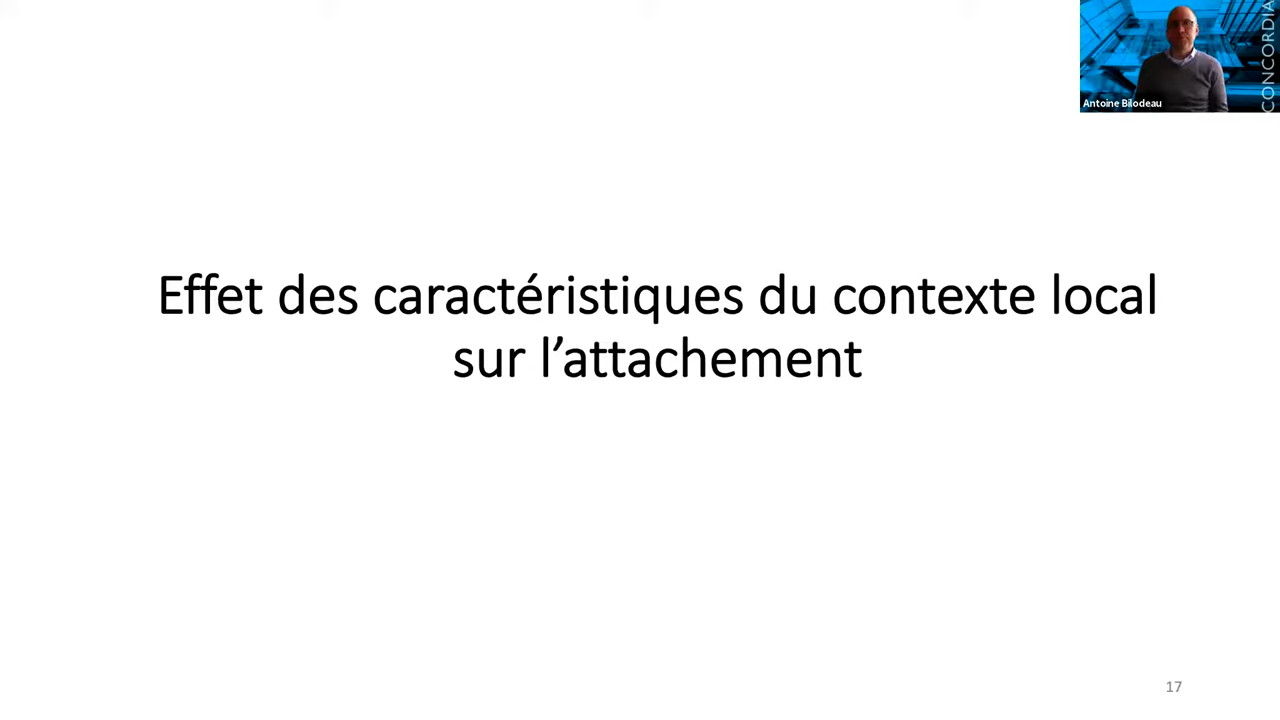 CONCORDIA
Antoine Bilodeau
Effet des caractéristiques du contexte local
sur l’attachement
17